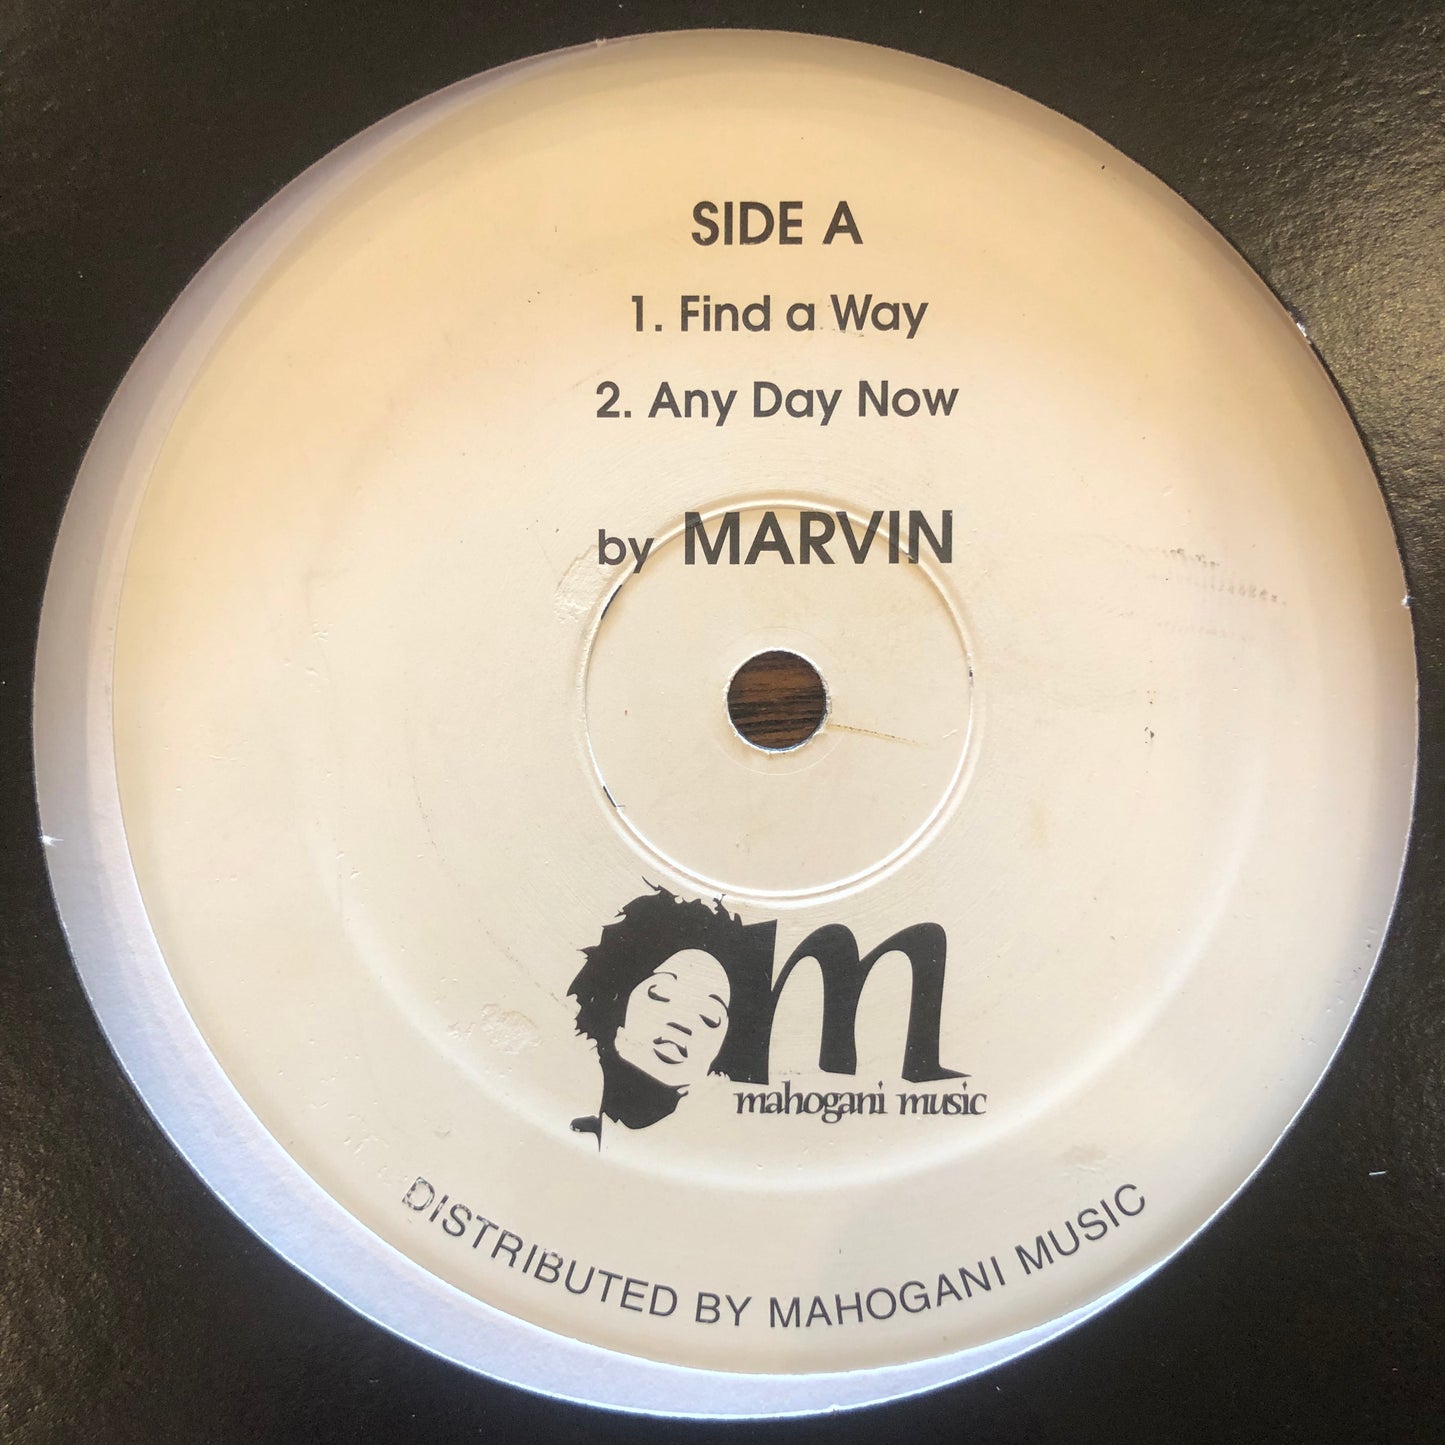 SIDE A
1. Find a Way
2. Any Day Now
by MARVIN
m
mahogani music
DISTRIBUTED BY MAHOGANI MUSIC